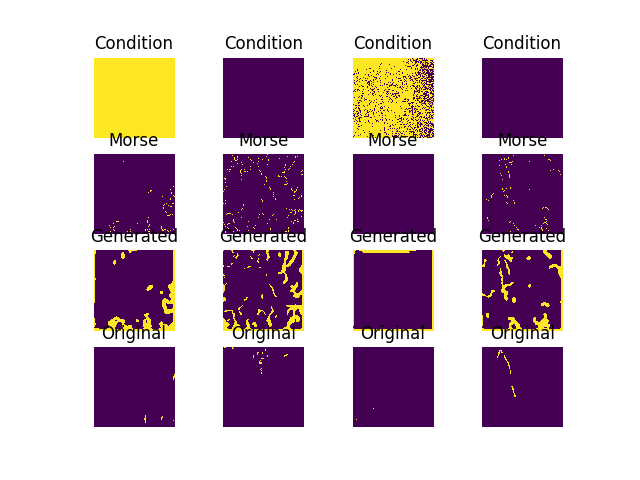 Condition Condition Condition Condition
Morse Morse Morse Morse
Generated Generated Generated Generated
Original Original Original Original